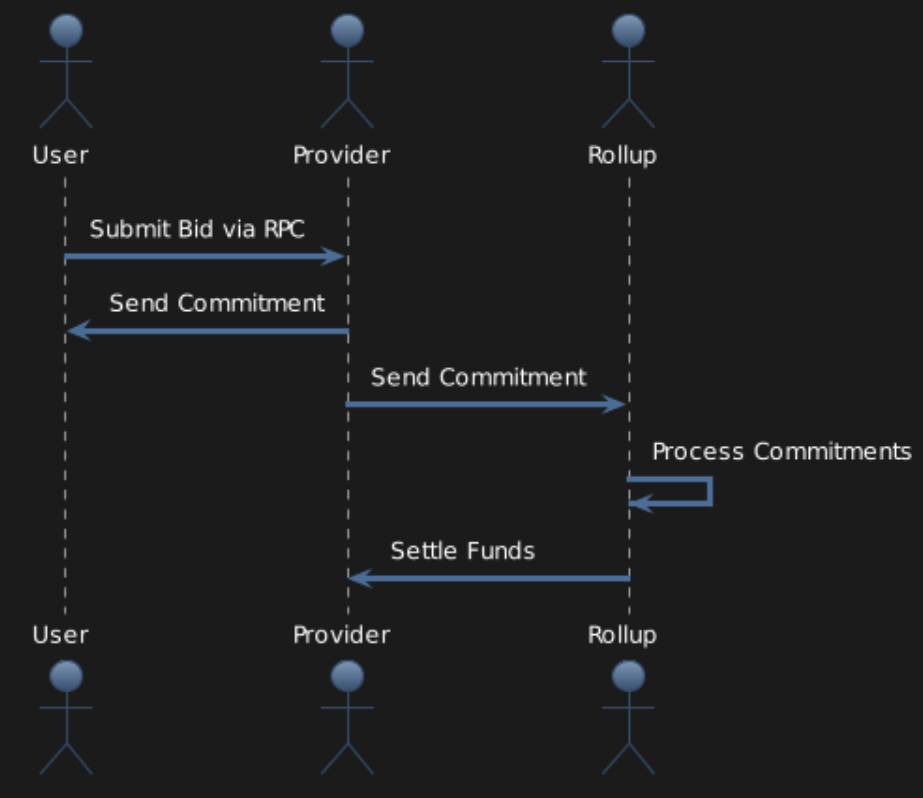 User
Provider
Rollup
Submit Bid via RPC
Send Commitment
Send Commitment
Process Commitments
Settle Funds
User
Provider
Rollup